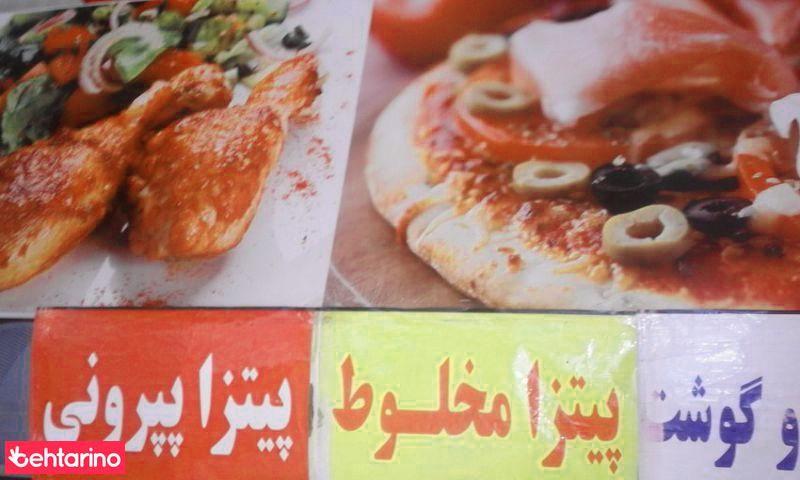 و گوشت
پیتزا مخلوط
پیتزا پپرونی
behtarino